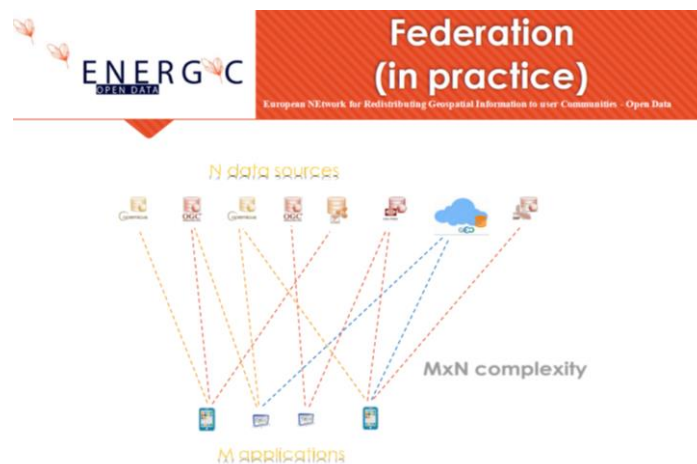 ENERGIC
OPEN DATA
Federation
(in practice)
European NEtwork for Redistributing Geospatial Information to user Communities - Open Data
N data sources
OGC
OGC
MxN complexity
M applications